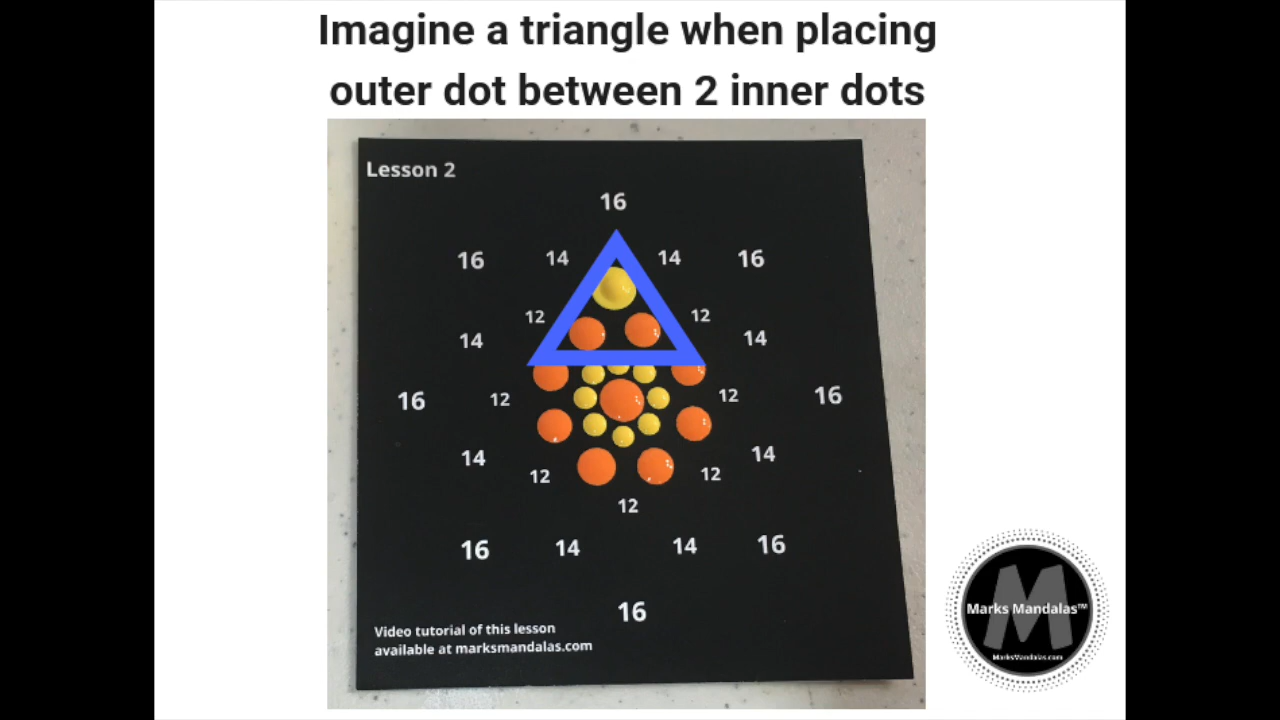 Imagine a triangle when placing
outer dot between 2 inner dots
Lesson 2
16
16 14 14 16
12 12
14 14
16 12 12 16
14 14
12 12
12
16 14 14 16
16
Video tutorial of this lesson
available at marksmandalas.com
M
Marks Mandalas™
MarksMandalas.com